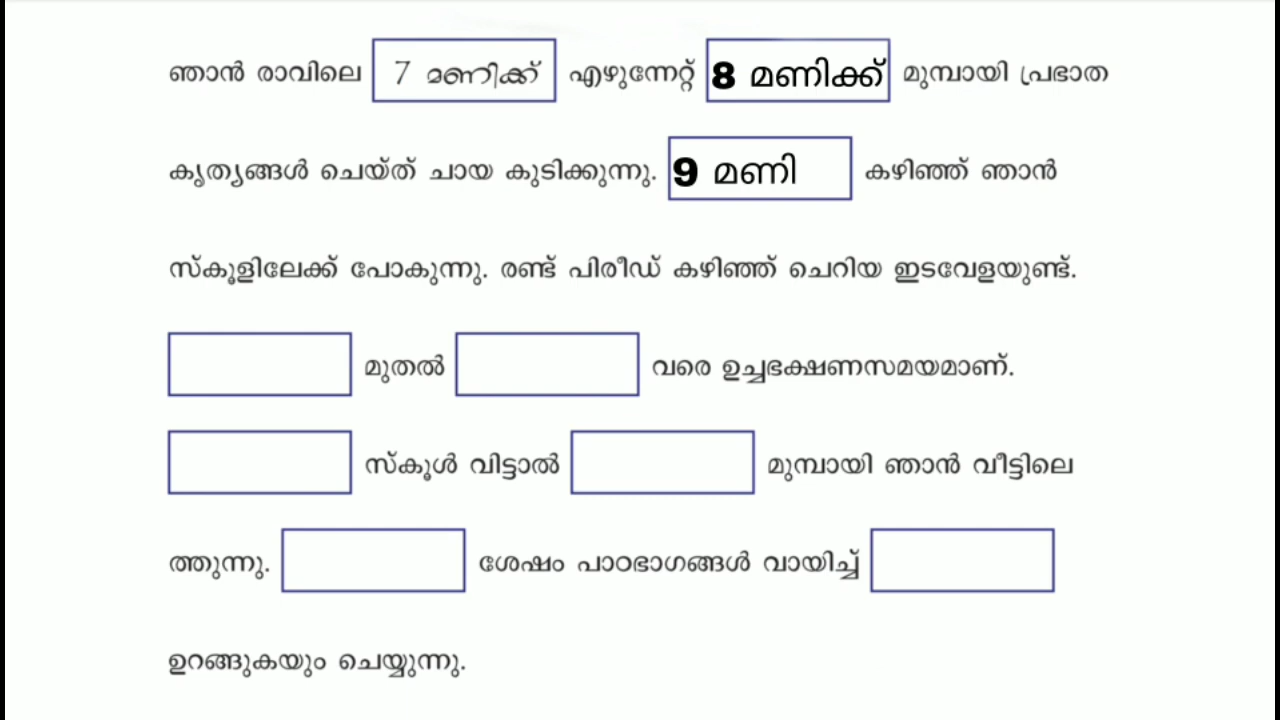 ഞാൻ രാവിലെ 7 മണിക്ക് എഴുന്നേറ്റ് 8 മണിക്ക് മുമ്പായി പ്രഭാത
കൃത്യങ്ങൾ ചെയ്ത് ചായ കുടിക്കുന്നു. 9 മണി കഴിഞ്ഞ് ഞാൻ
സ്കൂളിലേക്ക് പോകുന്നു. രണ്ട് പിരീഡ് കഴിഞ്ഞ് ചെറിയ ഇടവേളയുണ്ട്.
മുതൽ വരെ ഉച്ചഭക്ഷണസമയമാണ്.
സ്കൂൾ വിട്ടാൽ മുമ്പായി ഞാൻ വീട്ടിലെ
ത്തുന്നു. ശേഷം പാഠഭാഗങ്ങൾ വായിച്ച്
ഉറങ്ങുകയും ചെയ്യുന്നു.